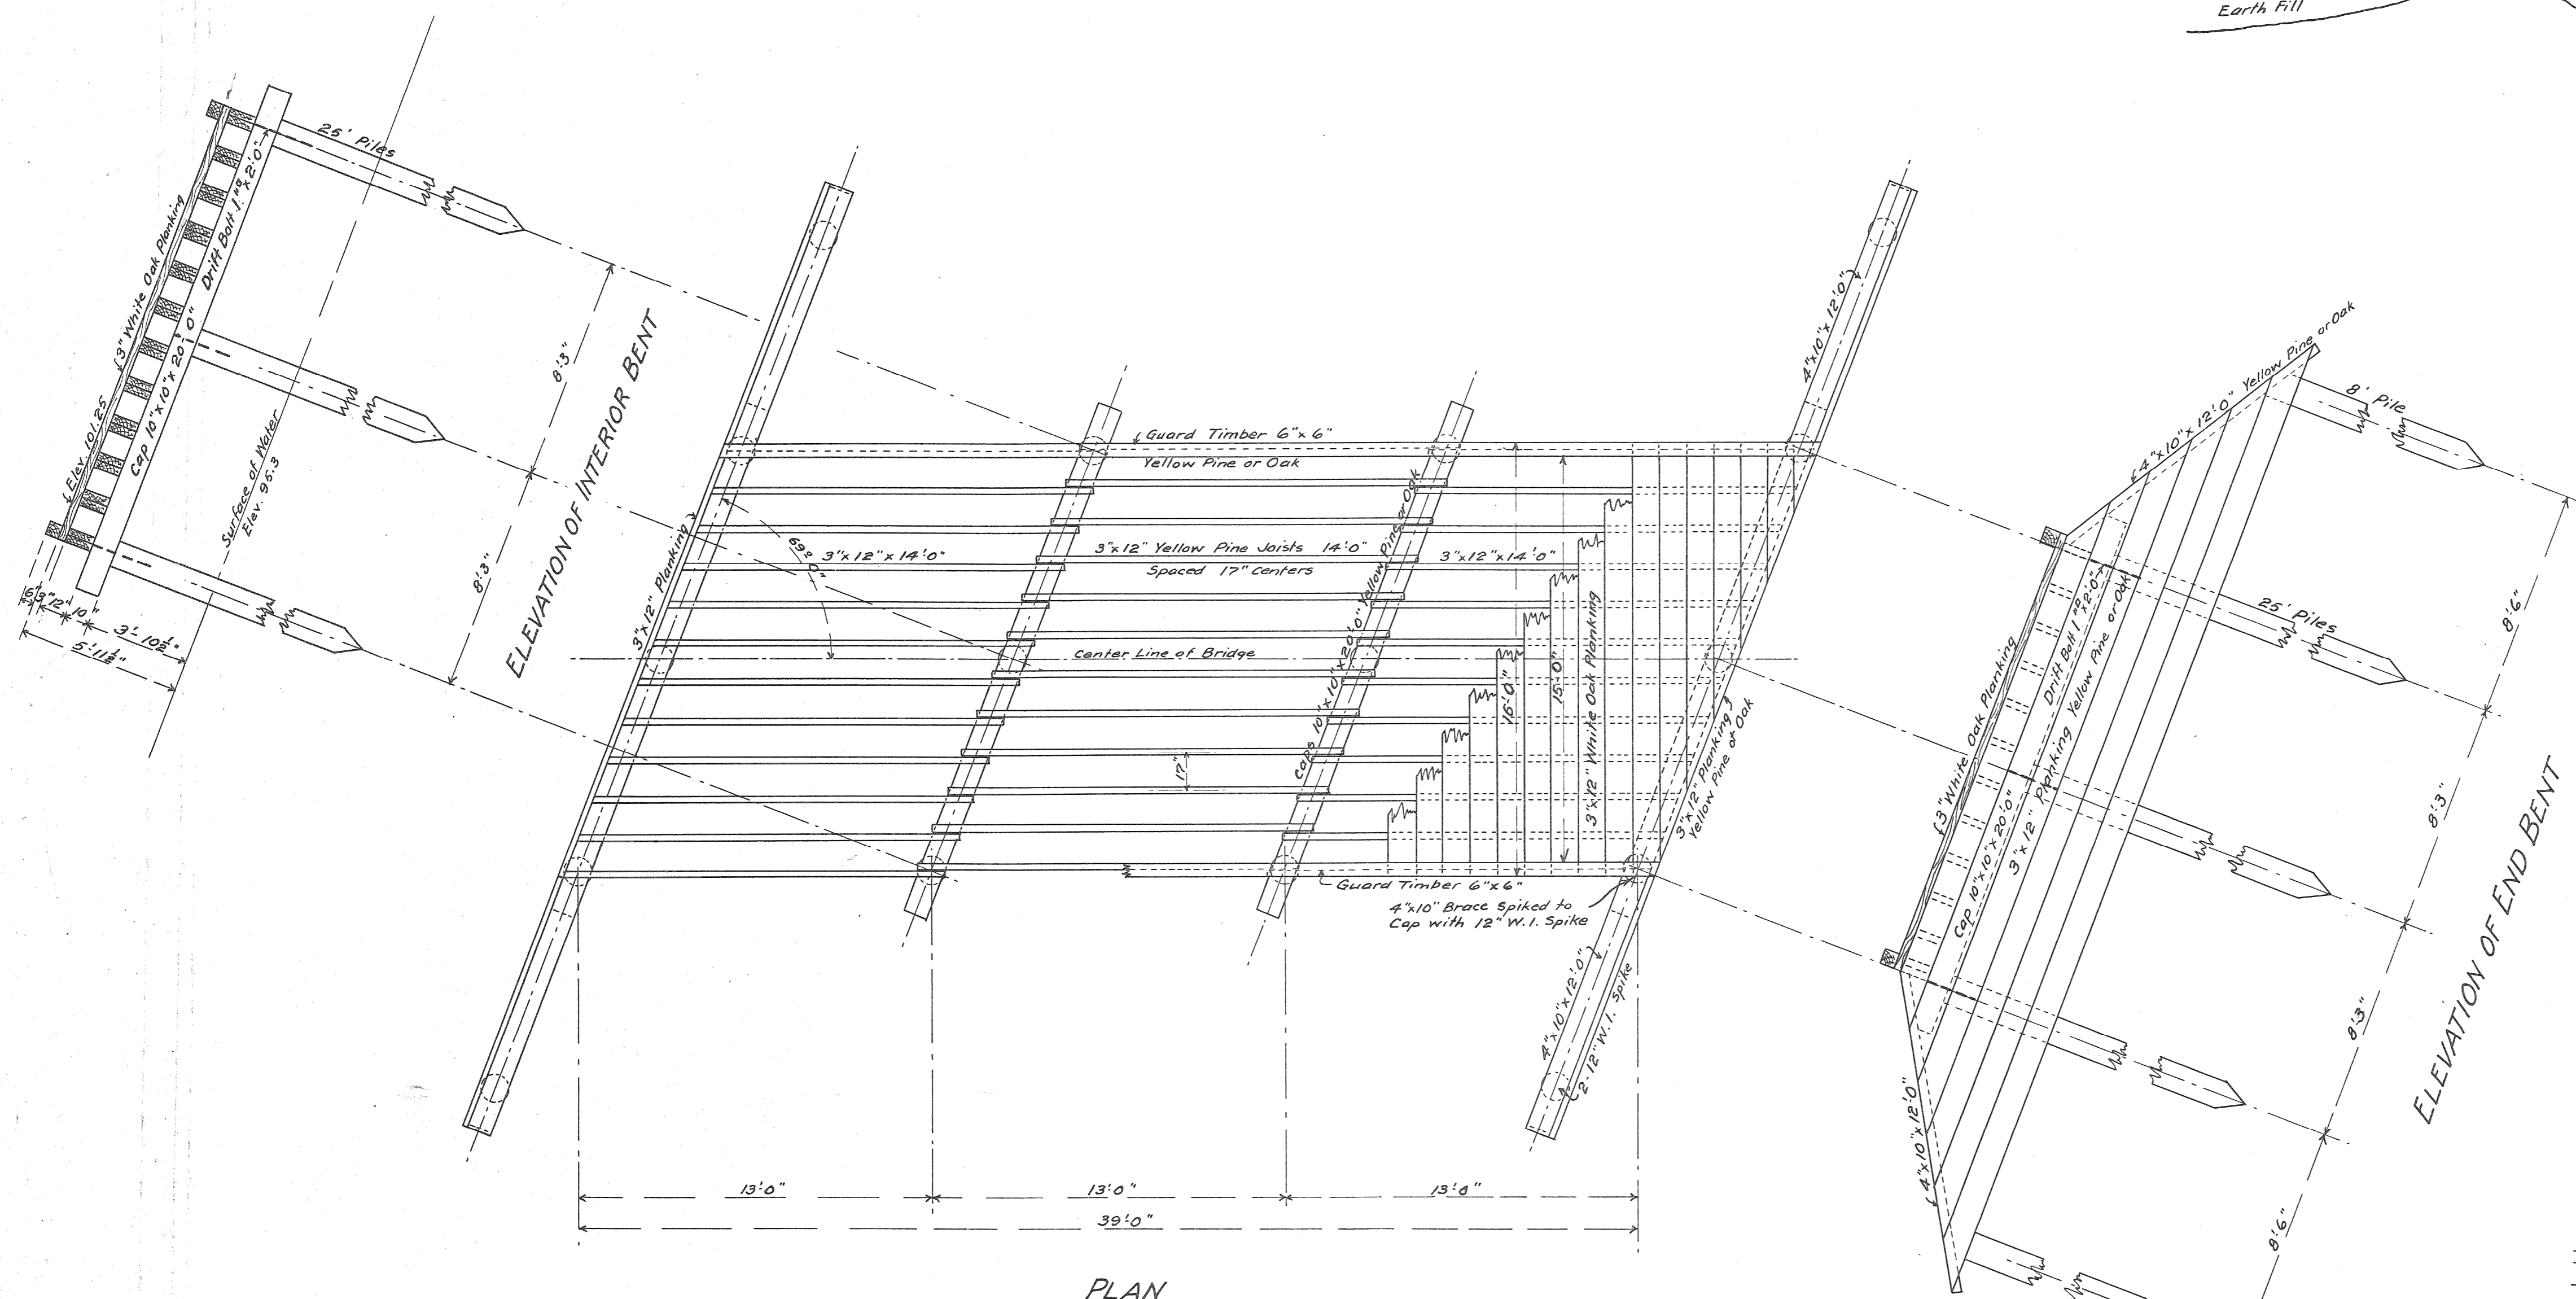 Earth Fill
25' Piles
3" White Oak Planking
Drift Bolt 1"ø x 2'-0"
Cap 10"x10"x20'-0"
Elev. 101.25
Surface of Water
Elev. 96.3
6"
3"
12"
10"
3'-10½"
5'-11½"
8'-3"
8'-3"
ELEVATION OF INTERIOR BENT
3"x12" Planking
69°0'
Guard Timber 6"x6"
Yellow Pine or Oak
3"x12"x14'-0"
3"x12" Yellow Pine Joists 14'-0"
Spaced 17" Centers
3"x12"x14'-0"
Center Line of Bridge
17"
Caps 10"x10"x20'-0" Yellow Pine or Oak
16'-0"
15'-0"
3"x12" White Oak Planking
3"x12" Planking
Yellow Pine or Oak
4"x10"x12'-0"
Guard Timber 6"x6"
4"x10" Brace Spiked to
Cap with 12" W.I. Spike
4"x10"x12'-0"
2-12" W.I. Spike
13'-0"
13'-0"
13'-0"
39'-0"
PLAN
4"x10"x12'-0" Yellow Pine or Oak
8' Pile
25' Piles
3" White Oak Planking
Drift Bolt 1"ø x 2'-0"
Cap 10"x10"x20'-0"
3"x12" Planking Yellow Pine or Oak
4"x10"x12'-0"
8'-6"
8'-3"
8'-3"
8'-6"
ELEVATION OF END BENT